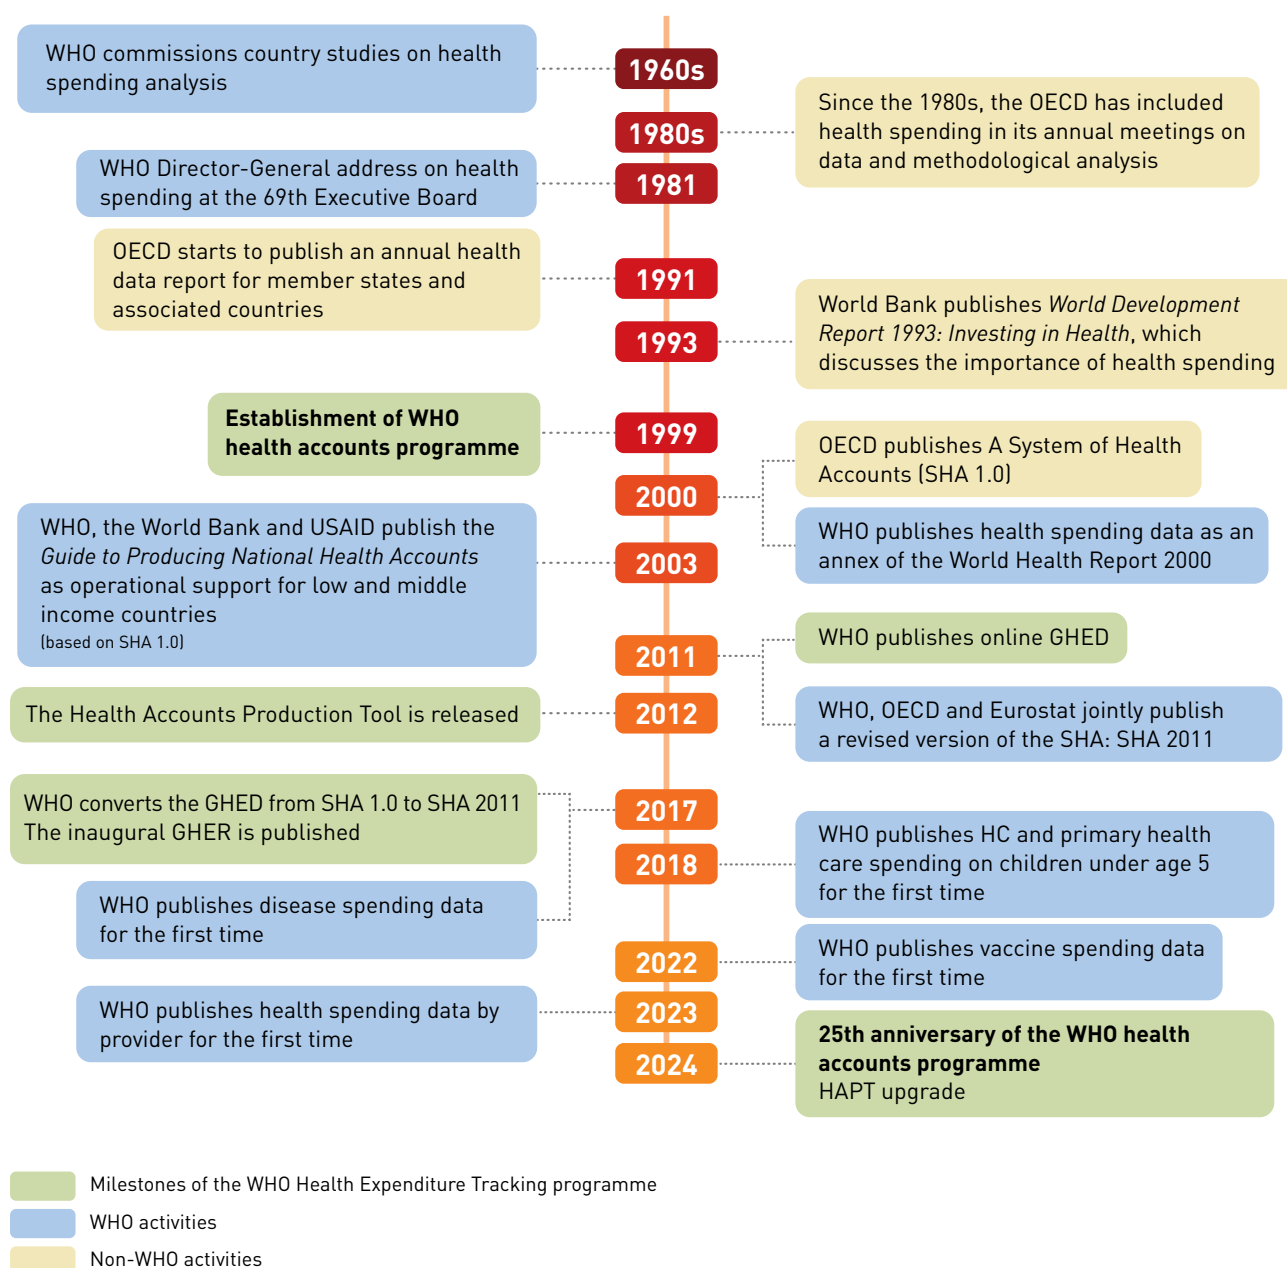 WHO commissions country studies on health
spending analysis
1960s
1980s
Since the 1980s, the OECD has included
health spending in its annual meetings on
data and methodological analysis
WHO Director-General address on health
spending at the 69th Executive Board
1981
OECD starts to publish an annual health
data report for member states and
associated countries
1991
1993
World Bank publishes World Development
Report 1993: Investing in Health, which
discusses the importance of health spending
Establishment of WHO
health accounts programme
1999
2000
OECD publishes A System of Health
Accounts (SHA 1.0)
WHO publishes health spending data as an
annex of the World Health Report 2000
WHO, the World Bank and USAID publish the
Guide to Producing National Health Accounts
as operational support for low and middle
income countries
(based on SHA 1.0)
2003
2011
WHO publishes online GHED
WHO, OECD and Eurostat jointly publish
a revised version of the SHA: SHA 2011
The Health Accounts Production Tool is released
2012
WHO converts the GHED from SHA 1.0 to SHA 2011
The inaugural GHER is published
2017
WHO publishes disease spending data
for the first time
2018
WHO publishes HC and primary health
care spending on children under age 5
for the first time
2022
WHO publishes vaccine spending data
for the first time
WHO publishes health spending data by
provider for the first time
2023
2024
25th anniversary of the WHO health
accounts programme
HAPT upgrade
Milestones of the WHO Health Expenditure Tracking programme
WHO activities
Non-WHO activities